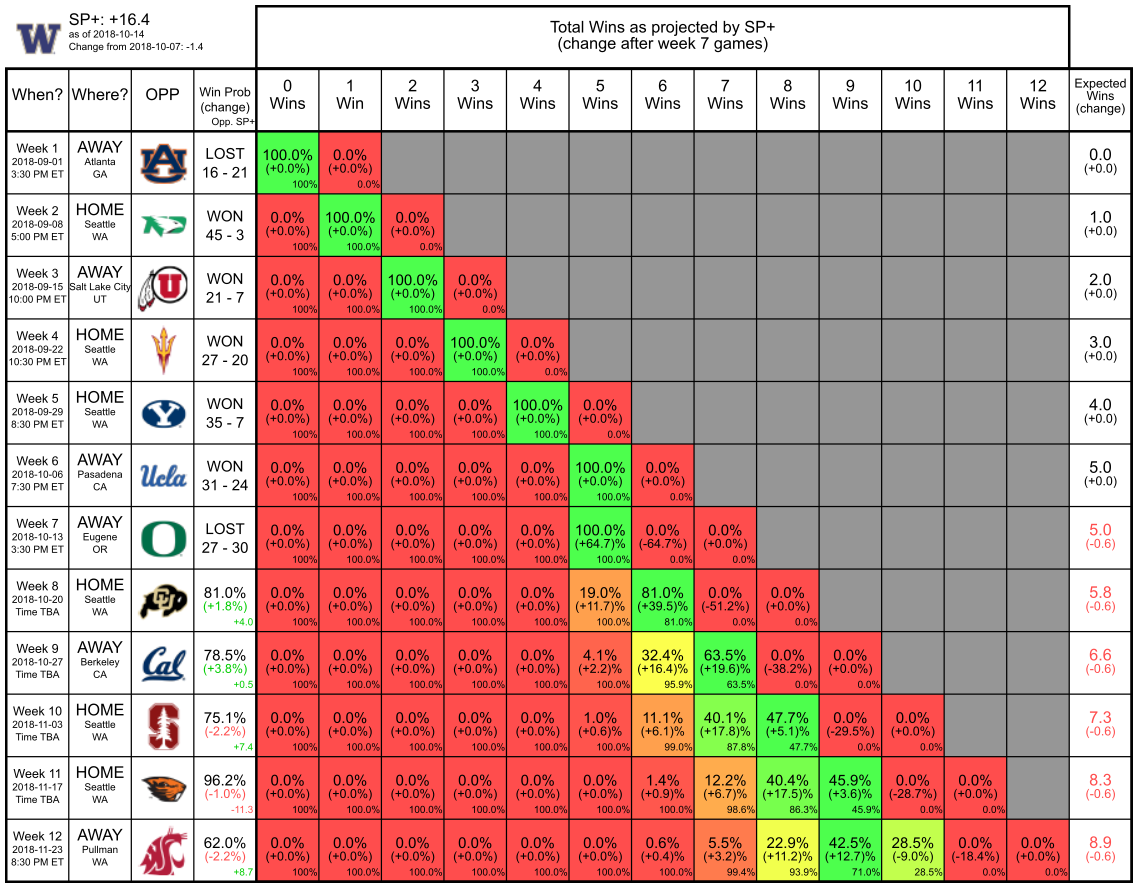 W SP+: +16.4
as of 2018-10-14
Change from 2018-10-07: -1.4
Total Wins as projected by SP+
(change after week 7 games)
When? Where? OPP Win Prob 0 1 2 3 4 5 6 7 8 9 10 11 12 Expected
(change) Wins Win Wins Wins Wins Wins Wins Wins Wins Wins Wins Wins Wins Wins
Opp. SP+ (change)
Week 1 AWAY AU LOST 100.0% 0.0% 0.0
2018-09-01 Atlanta 16 - 21 (+0.0%) (+0.0%) (+0.0)
3:30 PM ET GA 100% 0.0%
Week 2 HOME WON 0.0% 100.0% 0.0% 1.0
2018-09-08 Seattle 45 - 3 (+0.0%) (+0.0%) (+0.0%) (+0.0)
5:00 PM ET WA 100% 100.0% 0.0%
Week 3 AWAY U WON 0.0% 0.0% 100.0% 0.0% 2.0
2018-09-15 Salt Lake City 21 - 7 (+0.0%) (+0.0%) (+0.0%) (+0.0%) (+0.0)
10:00 PM ET UT 100% 100.0% 100.0% 0.0%
Week 4 HOME WON 0.0% 0.0% 0.0% 100.0% 0.0% 3.0
2018-09-22 Seattle 27 - 20 (+0.0%) (+0.0%) (+0.0%) (+0.0%) (+0.0%) (+0.0)
10:30 PM ET WA 100% 100.0% 100.0% 100.0% 0.0%
Week 5 HOME Y WON 0.0% 0.0% 0.0% 0.0% 100.0% 0.0% 4.0
2018-09-29 Seattle 35 - 7 (+0.0%) (+0.0%) (+0.0%) (+0.0%) (+0.0%) (+0.0%) (+0.0)
8:30 PM ET WA 100% 100.0% 100.0% 100.0% 100.0% 0.0%
Week 6 AWAY Ucla WON 0.0% 0.0% 0.0% 0.0% 0.0% 100.0% 0.0% 5.0
2018-10-06 Pasadena 31 - 24 (+0.0%) (+0.0%) (+0.0%) (+0.0%) (+0.0%) (+0.0%) (+0.0%) (+0.0)
7:30 PM ET CA 100% 100.0% 100.0% 100.0% 100.0% 100.0% 0.0%
Week 7 AWAY O LOST 0.0% 0.0% 0.0% 0.0% 0.0% 100.0% 0.0% 0.0% 5.0
2018-10-13 Eugene 27 - 30 (+0.0%) (+0.0%) (+0.0%) (+0.0%) (+0.0%) (+64.7)% (-64.7%) (+0.0%) (-0.6)
3:30 PM ET OR 100% 100.0% 100.0% 100.0% 100.0% 100.0% 0.0% 0.0%
Week 8 HOME CU 81.0% 0.0% 0.0% 0.0% 0.0% 0.0% 19.0% 81.0% 0.0% 0.0% 5.8
2018-10-20 Seattle (+1.8%) (+0.0%) (+0.0%) (+0.0%) (+0.0%) (+0.0%) (+11.7)% (+39.5)% (-51.2%) (+0.0%) (-0.6)
Time TBA WA +4.0 100% 100.0% 100.0% 100.0% 100.0% 100.0% 81.0% 0.0% 0.0%
Week 9 AWAY Cal 78.5% 0.0% 0.0% 0.0% 0.0% 0.0% 4.1% 32.4% 63.5% 0.0% 0.0% 6.6
2018-10-27 Berkeley (+3.8%) (+0.0%) (+0.0%) (+0.0%) (+0.0%) (+0.0%) (+2.2)% (+16.4)% (+19.6)% (-38.2%) (+0.0%) (-0.6)
Time TBA CA +0.5 100% 100.0% 100.0% 100.0% 100.0% 100.0% 95.9% 63.5% 0.0% 0.0%
Week 10 HOME S 75.1% 0.0% 0.0% 0.0% 0.0% 0.0% 1.0% 11.1% 40.1% 47.7% 0.0% 0.0% 7.3
2018-11-03 Seattle (-2.2%) (+0.0%) (+0.0%) (+0.0%) (+0.0%) (+0.0%) (+0.6)% (+6.1)% (+17.8)% (+5.1)% (-29.5%) (+0.0%) (-0.6)
Time TBA WA +7.4 100% 100.0% 100.0% 100.0% 100.0% 100.0% 99.0% 87.8% 47.7% 0.0% 0.0%
Week 11 HOME 96.2% 0.0% 0.0% 0.0% 0.0% 0.0% 0.0% 1.4% 12.2% 40.4% 45.9% 0.0% 0.0% 8.3
2018-11-17 Seattle (-1.0%) (+0.0%) (+0.0%) (+0.0%) (+0.0%) (+0.0%) (+0.0%) (+0.9)% (+6.7)% (+17.5)% (+3.6)% (-28.7%) (+0.0%) (-0.6)
Time TBA WA -11.3 100% 100.0% 100.0% 100.0% 100.0% 100.0% 100.0% 98.6% 86.3% 45.9% 0.0% 0.0%
Week 12 AWAY 62.0% 0.0% 0.0% 0.0% 0.0% 0.0% 0.0% 0.6% 5.5% 22.9% 42.5% 28.5% 0.0% 0.0% 8.9
2018-11-23 Pullman (-2.2%) (+0.0%) (+0.0%) (+0.0%) (+0.0%) (+0.0%) (+0.0%) (+0.4)% (+3.2)% (+11.2)% (+12.7)% (-9.0%) (-18.4%) (+0.0%) (-0.6)
8:30 PM ET WA +8.7 100% 100.0% 100.0% 100.0% 100.0% 100.0% 100.0% 99.4% 93.9% 71.0% 28.5% 0.0% 0.0%